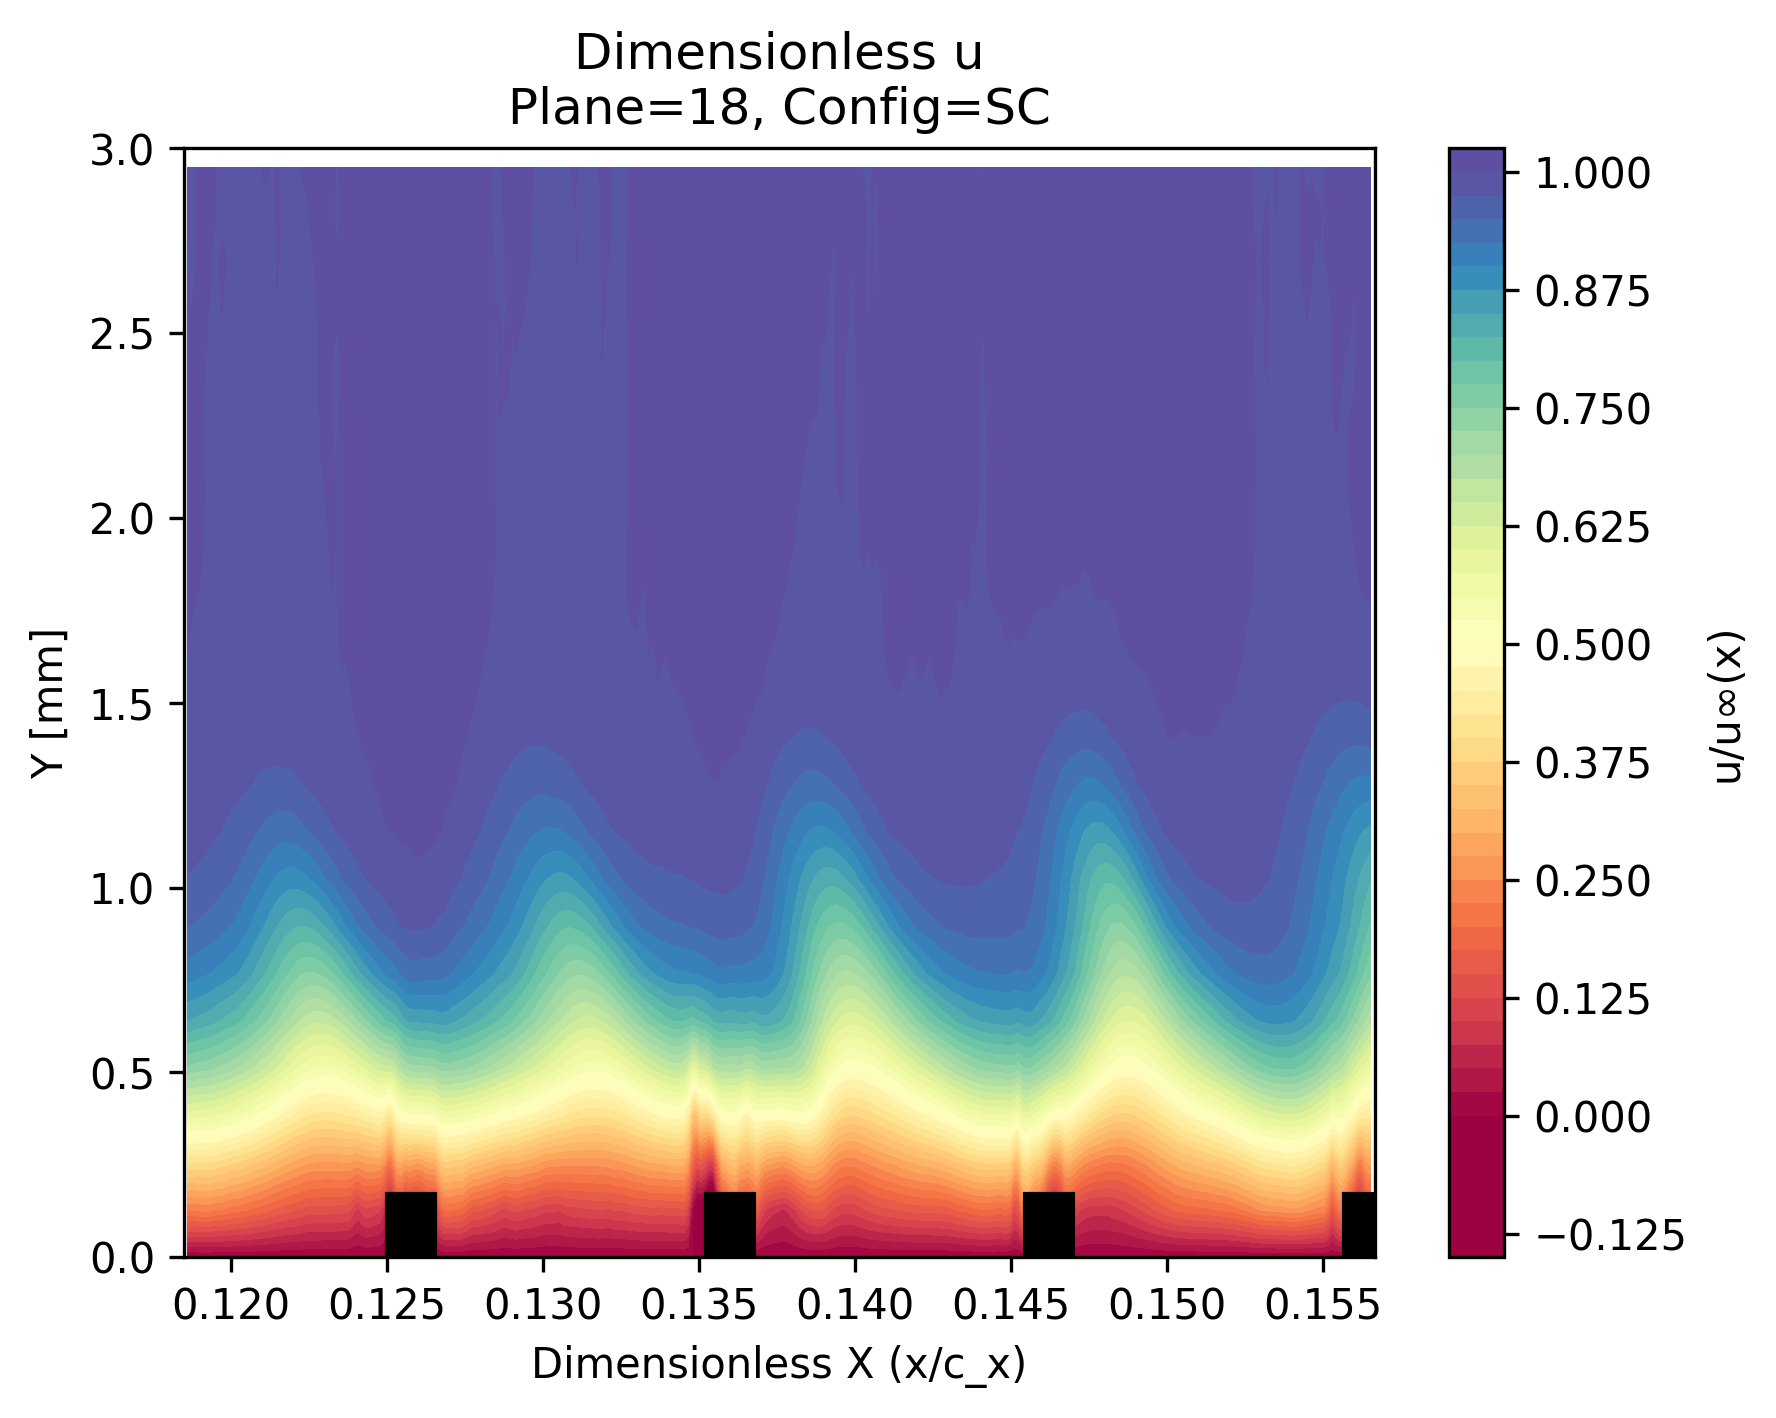 Dimensionless u
Plane=18, Config=SC
3.0
2.5
2.0
1.5
1.0
0.5
0.0
Y [mm]
0.120 0.125 0.130 0.135 0.140 0.145 0.150 0.155
Dimensionless X (x/c_x)
1.000
0.875
0.750
0.625
0.500
0.375
0.250
0.125
0.000
−0.125
u/u∞(x)